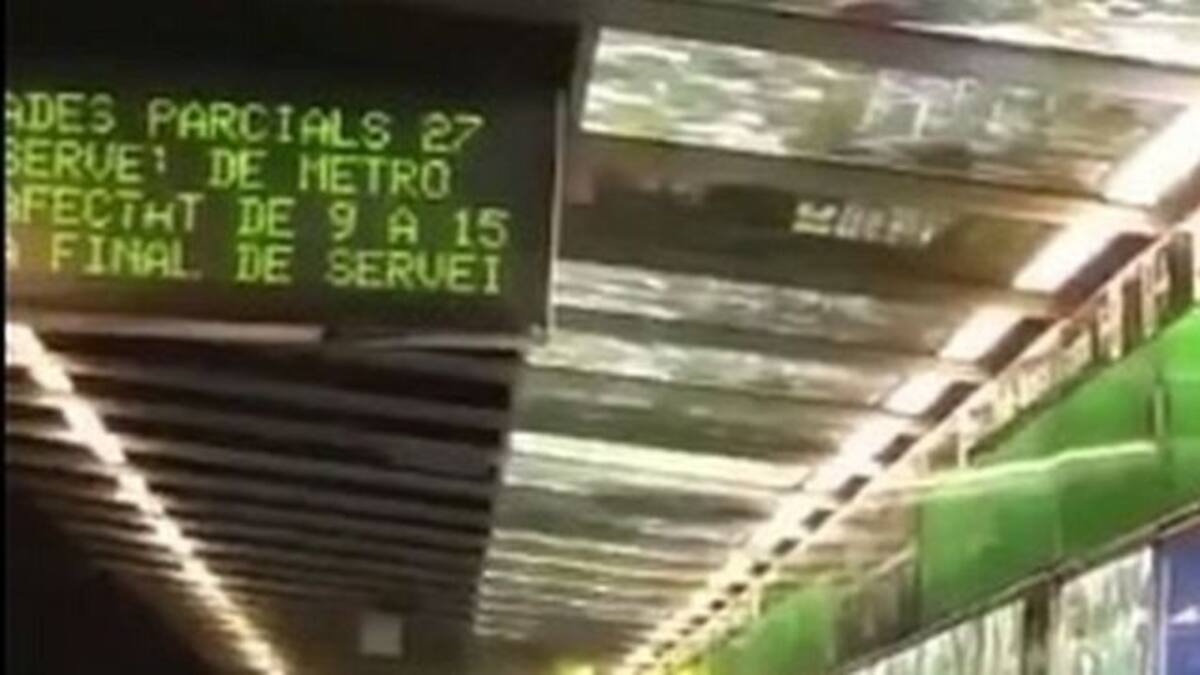 ADES PARCIALS 27
SERVEI DE METRO
AFECTAT DE 9 A 15
A FINAL DE SERVEI